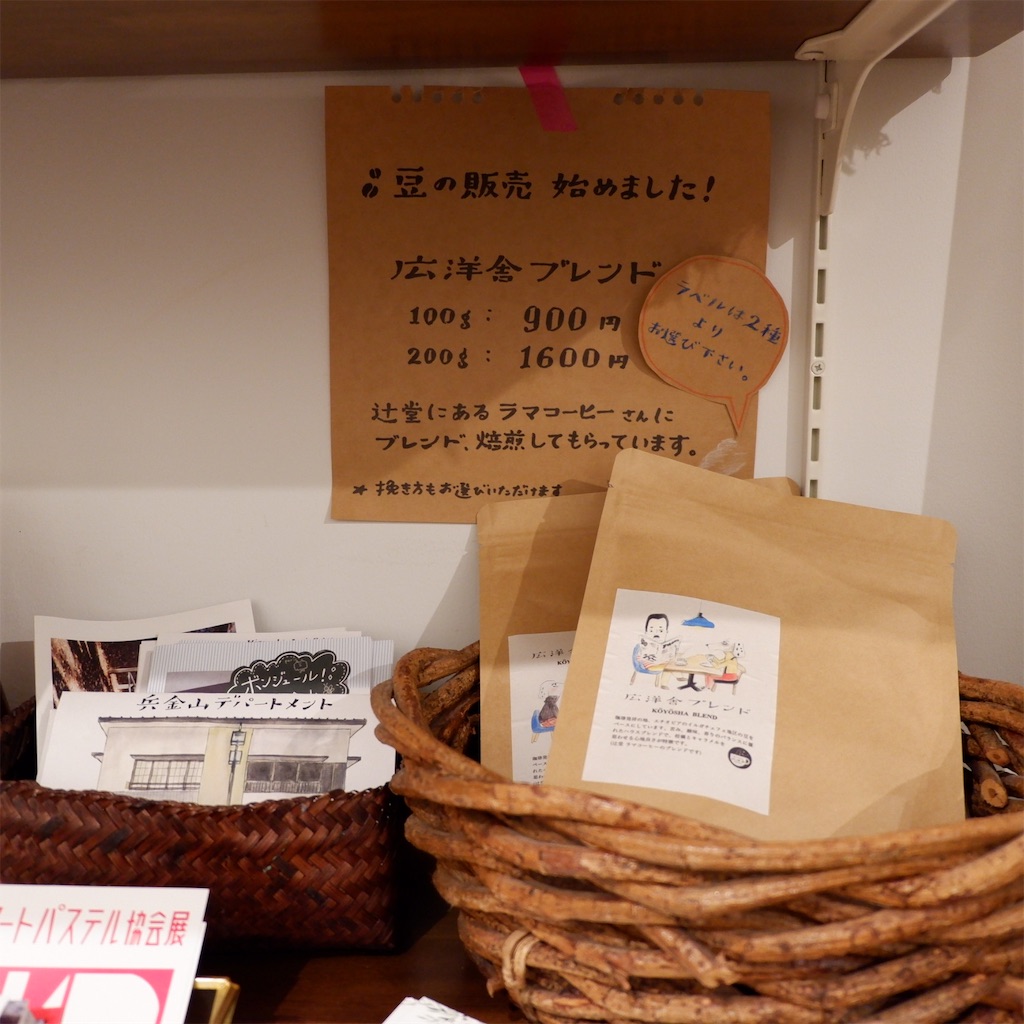 豆の販売 始めました!
広洋舎ブレンド
100g: 900円
200g: 1600円
ラベルは2種
より
お選び下さい。
辻堂にある ラマコーヒーさんに
ブレンド、焙煎してもらっています。
★ 挽き方もお選びいただけます
広洋舎ブレンド
KŌYŌSHA BLEND
広洋舎
KŌYŌ
ボンジュール!
兵金山デパートメント
ートパステル協会展